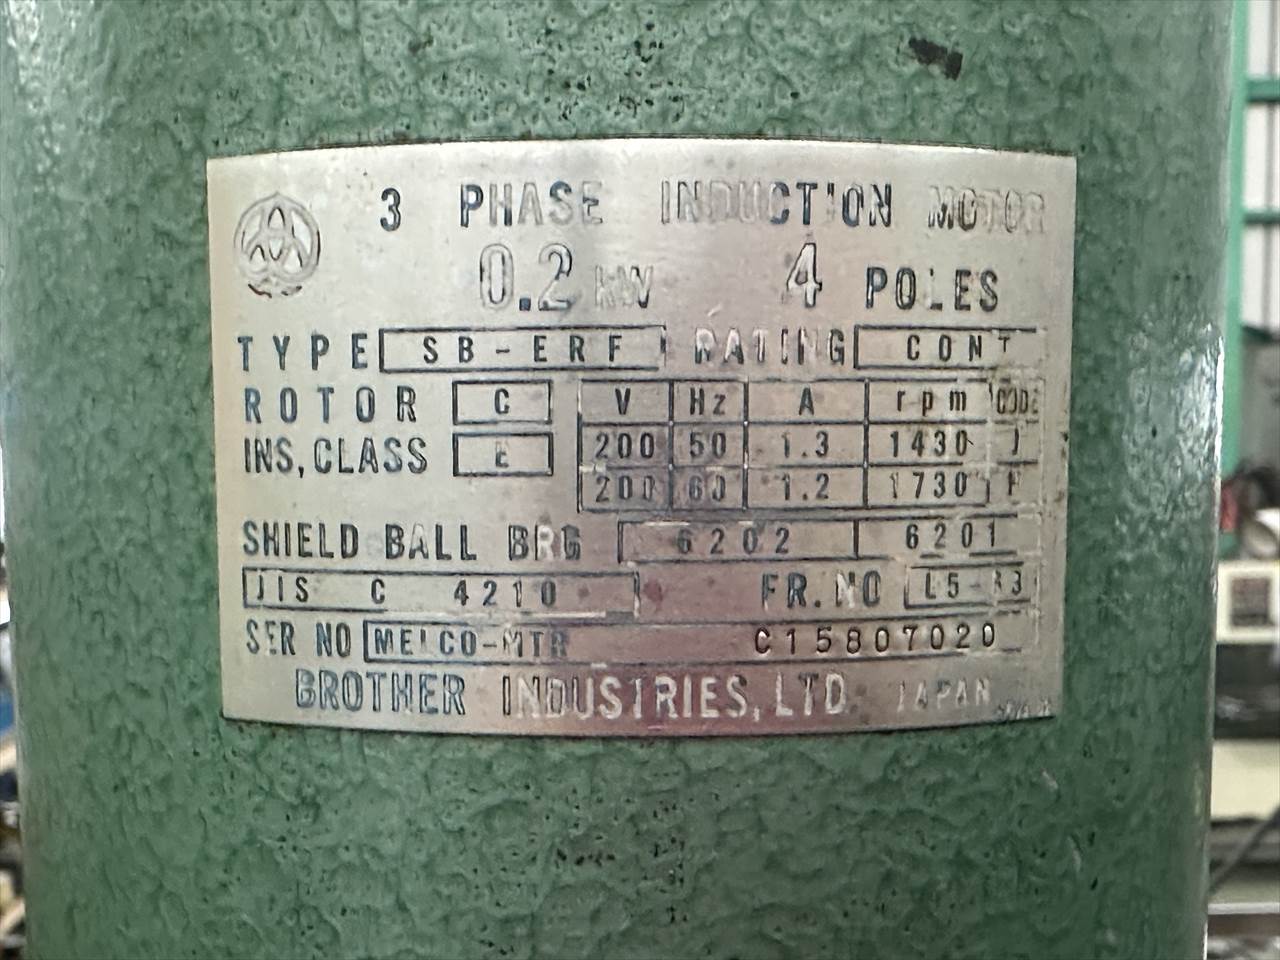 3 PHASE INDUCTION MOTOR
0.2 kW 4 POLES
TYPE SB-ERF RATING CONT
ROTOR C V Hz A rpm CODE
INS, CLASS E 200 50 1.3 1430 J
200 60 1.2 1730
SHIELD BALL BRG 6202 6201
JIS C 4210 FR. NO
SER NO MELCO-MTR C15807020
BROTHER INDUSTRIES, LTD. JAPAN